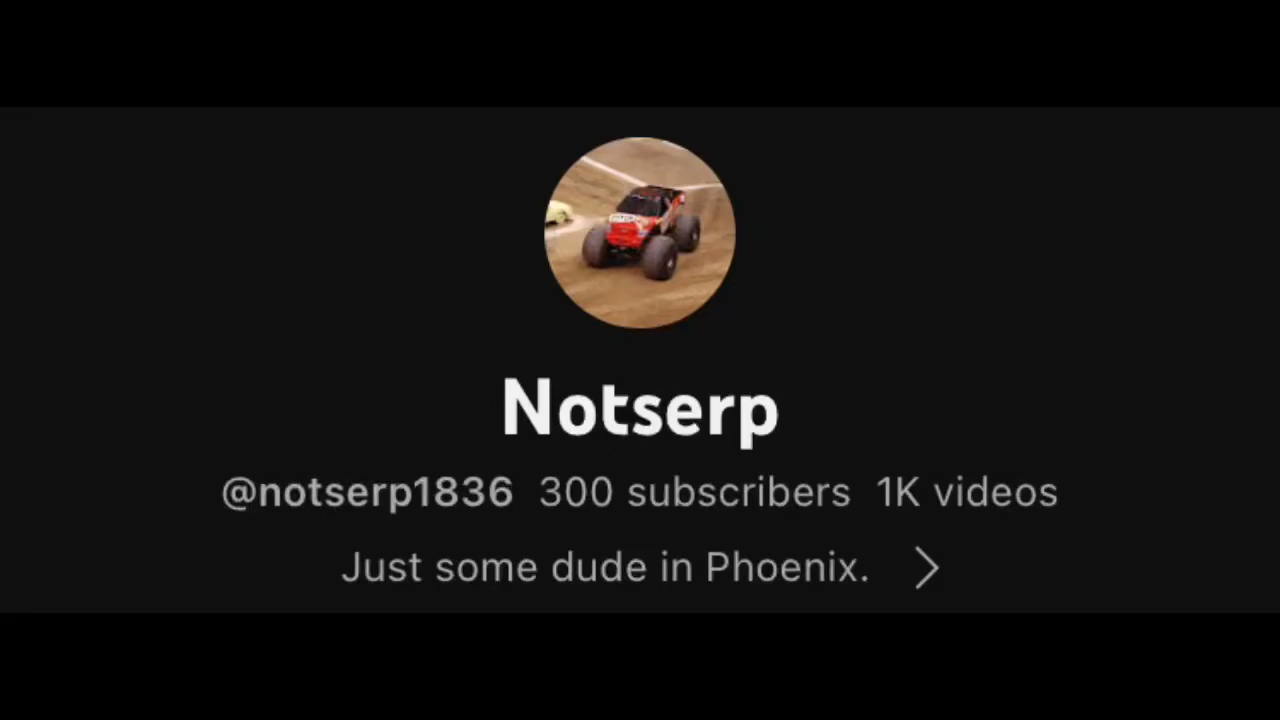 Notserp
@notserp1836 300 subscribers 1K videos
Just some dude in Phoenix.